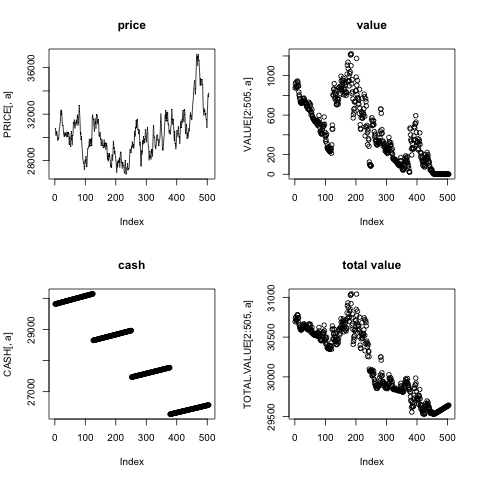 price
PRICE[, a]
28000 32000 36000
0 100 200 300 400 500
Index
value
VALUE[2:505, a]
0 200 600 1000
0 100 200 300 400 500
Index
cash
CASH[, a]
27000 29000
0 100 200 300 400 500
Index
total value
TOTAL.VALUE[2:505, a]
29500 30000 30500 31000
0 100 200 300 400 500
Index